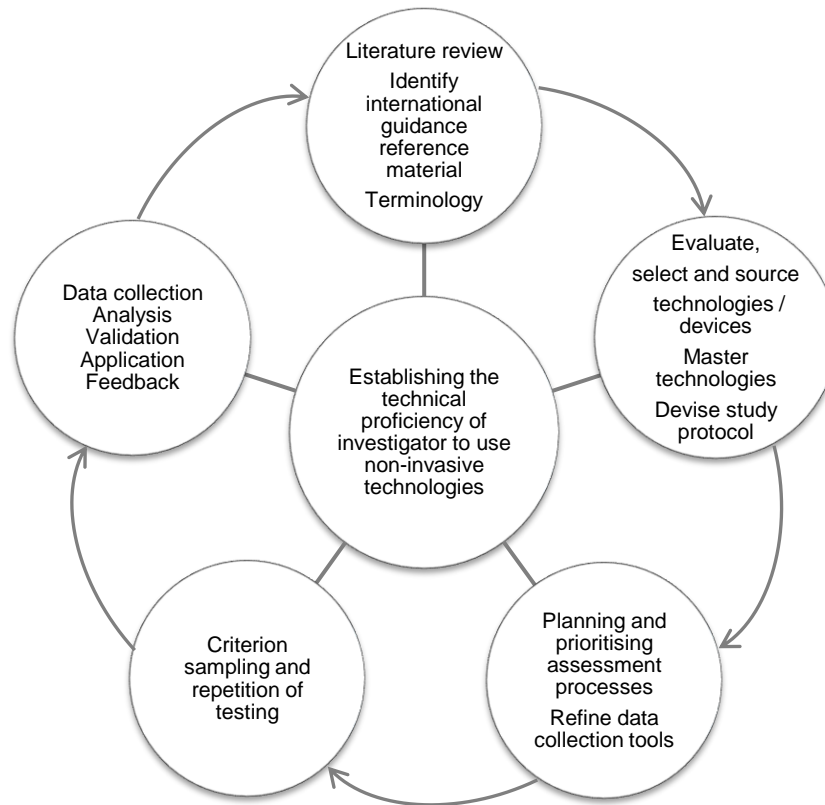 Literature review
Identify
international
guidance
reference
material
Terminology
Evaluate,
select and source
technologies /
devices
Master
technologies
Devise study
protocol
Planning and
prioritising
assessment
processes
Refine data
collection tools
Criterion
sampling and
repetition of
testing
Data collection
Analysis
Validation
Application
Feedback
Establishing the
technical
proficiency of
investigator to use
non-invasive
technologies